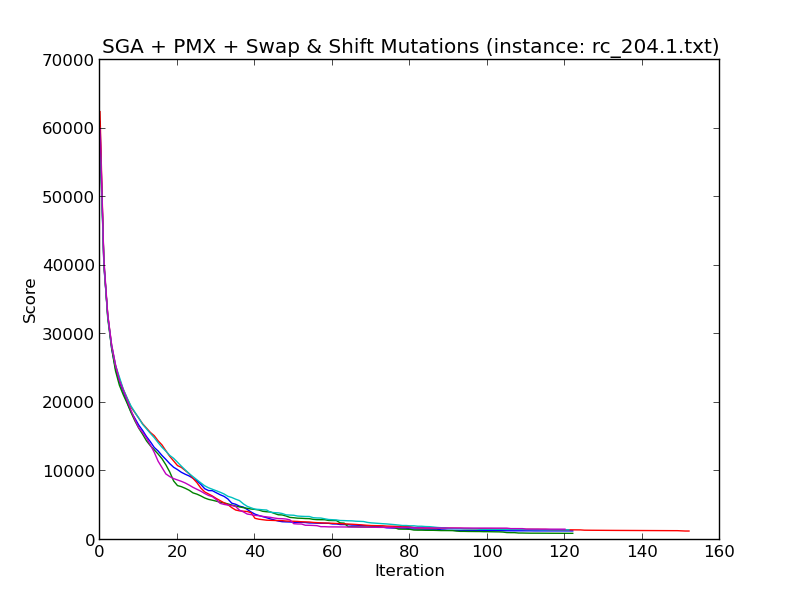 SGA + PMX + Swap & Shift Mutations (instance: rc_204.1.txt)
70000
60000
50000
40000
30000
20000
10000
0
Score
0 20 40 60 80 100 120 140 160
Iteration